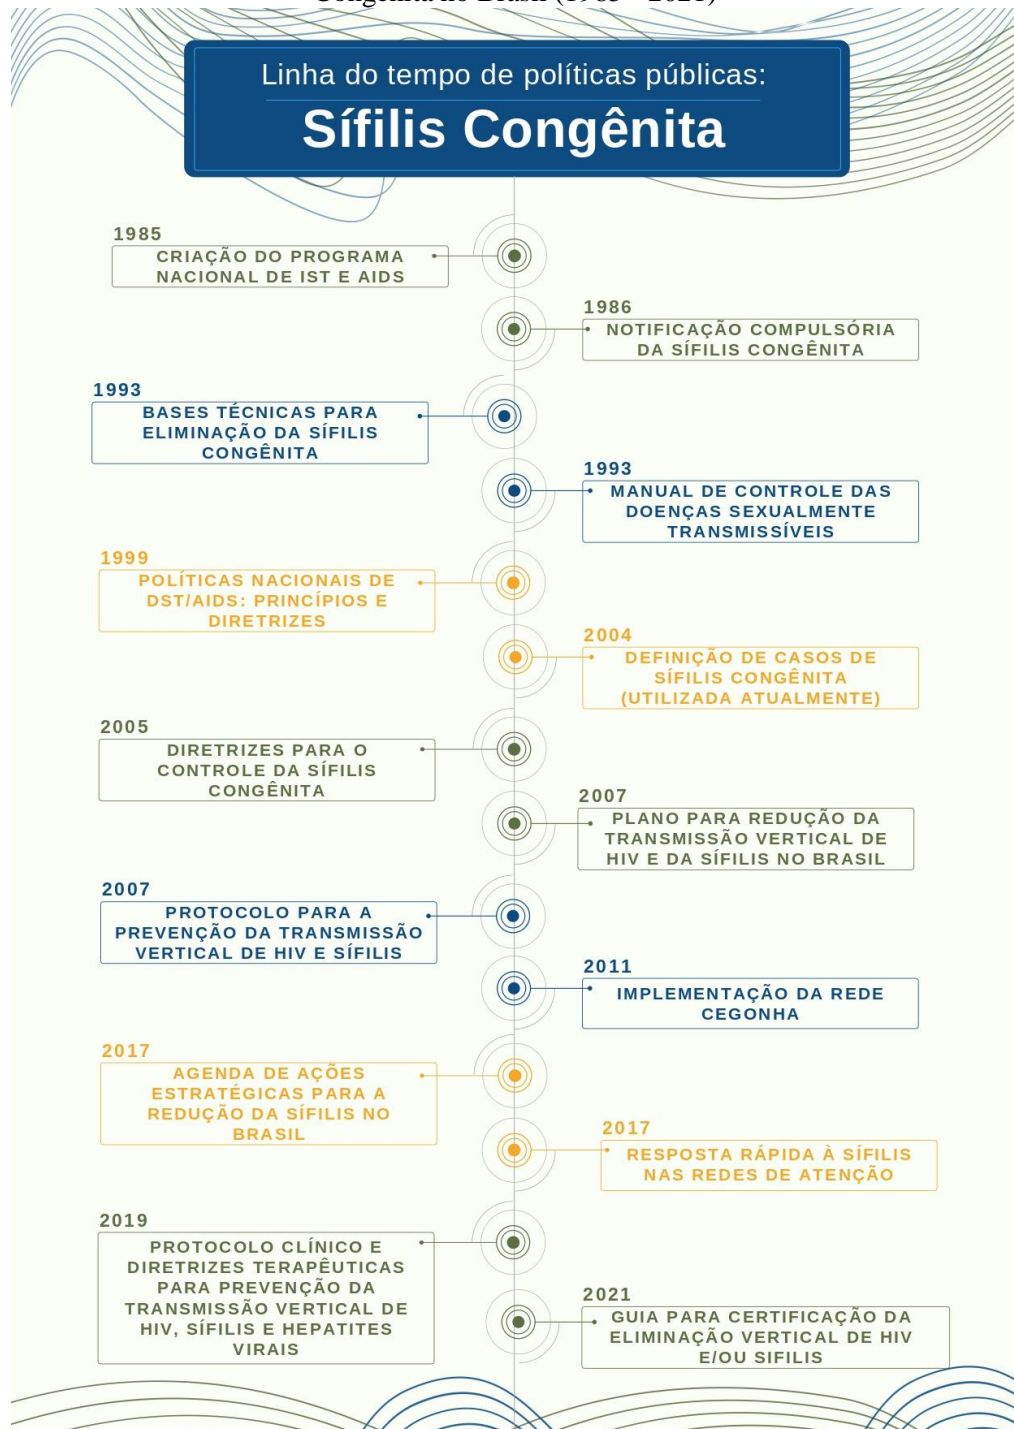 Congênita no Brasil (1985 – 2021)
Linha do tempo de políticas públicas:
Sífilis Congênita
1985
CRIAÇÃO DO PROGRAMA
NACIONAL DE IST E AIDS
1986
NOTIFICAÇÃO COMPULSÓRIA
DA SÍFILIS CONGÊNITA
1993
BASES TÉCNICAS PARA
ELIMINAÇÃO DA SÍFILIS
CONGÊNITA
1993
MANUAL DE CONTROLE DAS
DOENÇAS SEXUALMENTE
TRANSMISSÍVEIS
1999
POLÍTICAS NACIONAIS DE
DST/AIDS: PRINCÍPIOS E
DIRETRIZES
2004
DEFINIÇÃO DE CASOS DE
SÍFILIS CONGÊNITA
(UTILIZADA ATUALMENTE)
2005
DIRETRIZES PARA O
CONTROLE DA SÍFILIS
CONGÊNITA
2007
PLANO PARA REDUÇÃO DA
TRANSMISSÃO VERTICAL DE
HIV E DA SÍFILIS NO BRASIL
2007
PROTOCOLO PARA A
PREVENÇÃO DA TRANSMISSÃO
VERTICAL DE HIV E SÍFILIS
2011
IMPLEMENTAÇÃO DA REDE
CEGONHA
2017
AGENDA DE AÇÕES
ESTRATÉGICAS PARA A
REDUÇÃO DA SÍFILIS NO
BRASIL
2017
RESPOSTA RÁPIDA À SÍFILIS
NAS REDES DE ATENÇÃO
2019
PROTOCOLO CLÍNICO E
DIRETRIZES TERAPÊUTICAS
PARA PREVENÇÃO DA
TRANSMISSÃO VERTICAL DE
HIV, SÍFILIS E HEPATITES
VIRAIS
2021
GUIA PARA CERTIFICAÇÃO DA
ELIMINAÇÃO VERTICAL DE HIV
E/OU SIFILIS